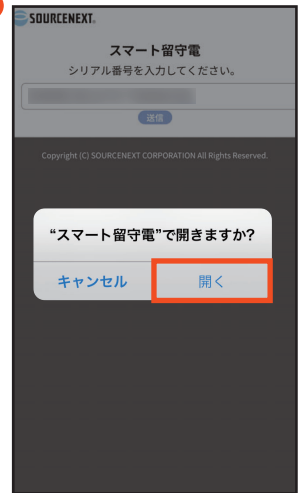 SOURCENEXT®
スマート留守電
シリアル番号を入力してください。
送信
Copyright (C) SOURCENEXT CORPORATION All Rights Reserved.
“スマート留守電”で開きますか?
キャンセル
開く